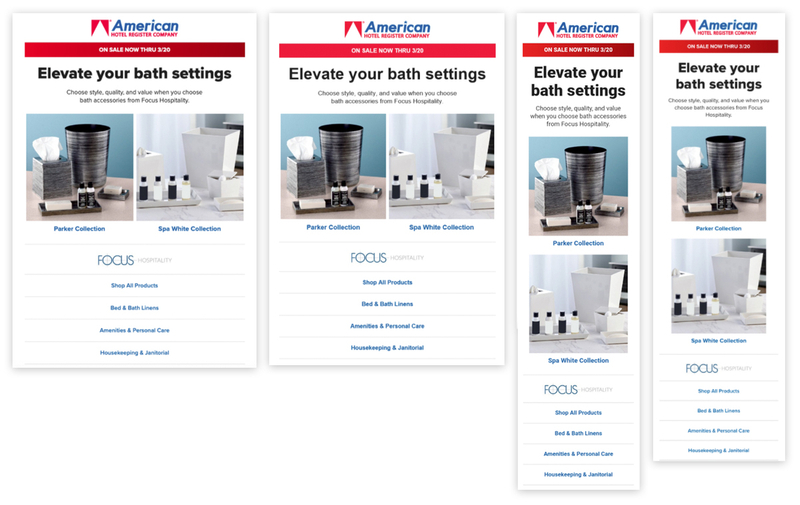 American
HOTEL REGISTER COMPANY
ON SALE NOW THRU 3/20
Elevate your bath settings
Choose style, quality, and value when you choose
bath accessories from Focus Hospitality.
Parker Collection
Spa White Collection
FOCUS HOSPITALITY
Shop All Products
Bed & Bath Linens
Amenities & Personal Care
Housekeeping & Janitorial
American
HOTEL REGISTER COMPANY
ON SALE NOW THRU 3/20
Elevate your bath settings
Choose style, quality, and value when you choose
bath accessories from Focus Hospitality.
Parker Collection
Spa White Collection
FOCUS HOSPITALITY
Shop All Products
Bed & Bath Linens
Amenities & Personal Care
Housekeeping & Janitorial
American
HOTEL REGISTER COMPANY
ON SALE NOW THRU 3/20
Elevate your
bath settings
Choose style, quality, and value
when you choose bath accessories
from Focus Hospitality.
Parker Collection
Spa White Collection
FOCUS HOSPITALITY
Shop All Products
Bed & Bath Linens
Amenities & Personal Care
Housekeeping & Janitorial
American
HOTEL REGISTER COMPANY
ON SALE NOW THRU 3/20
Elevate your
bath settings
Choose style, quality, and value when you
choose bath accessories from Focus
Hospitality.
Parker Collection
Spa White Collection
FOCUS HOSPITALITY
Shop All Products
Bed & Bath Linens
Amenities & Personal Care
Housekeeping & Janitorial